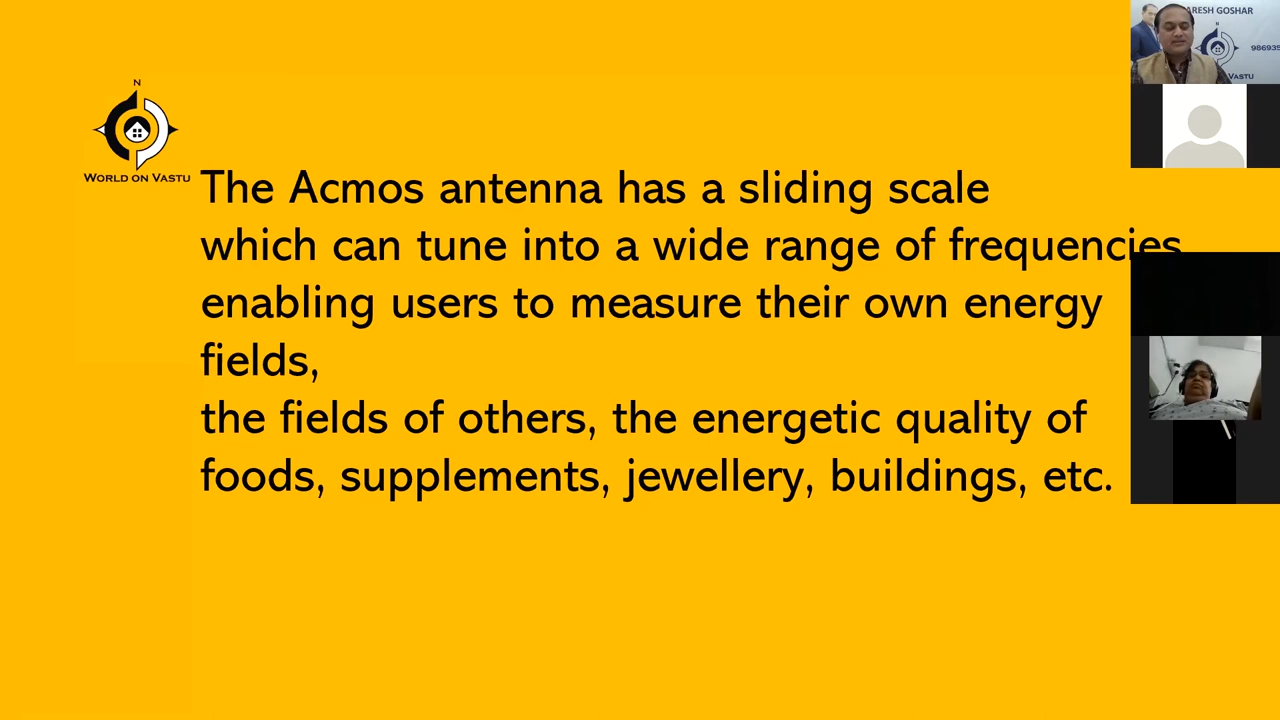 ARESH GOSHAR
N
98693
VASTU
N
WORLD ON VASTU
The Acmos antenna has a sliding scale
which can tune into a wide range of frequencies
enabling users to measure their own energy
fields,
the fields of others, the energetic quality of
foods, supplements, jewellery, buildings, etc.